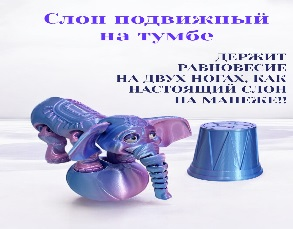 Слон подвижный
на тумбе
ДЕРЖИТ
РАВНОВЕСИЕ
НА ДВУХ НОГАХ, КАК
НАСТОЯЩИЙ СЛОН
НА МАНЕЖЕ!!